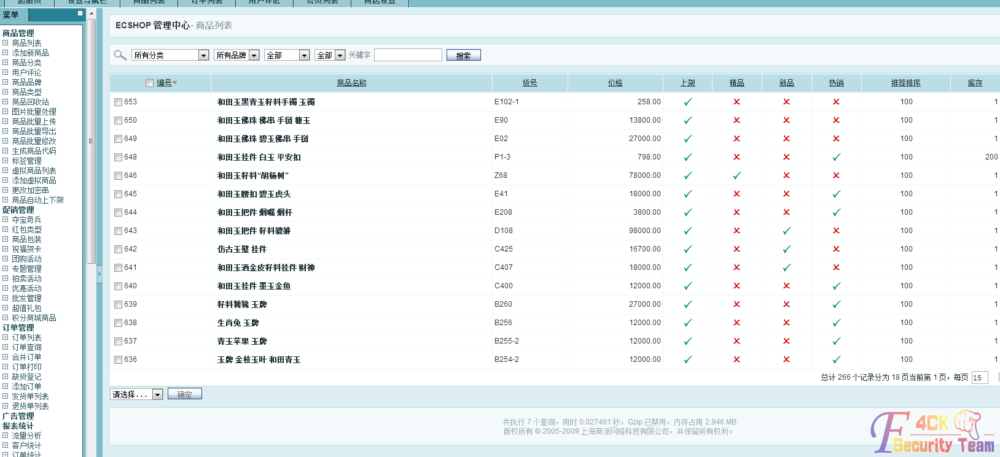 起始页 设置导航栏 商品列表 订单列表 用户评论 会员列表 商店设置
菜单
商品管理
商品列表
添加新商品
商品分类
用户评论
商品品牌
商品类型
商品回收站
图片批量处理
商品批量上传
商品批量导出
商品批量修改
生成商品代码
标签管理
虚拟商品列表
添加虚拟商品
更改加密串
商品自动上下架
促销管理
夺宝奇兵
红包类型
商品包装
祝福贺卡
团购活动
专题管理
拍卖活动
优惠活动
批发管理
超值礼包
积分商城商品
订单管理
订单列表
订单查询
合并订单
订单打印
缺货登记
添加订单
发货单列表
退货单列表
广告管理
报表统计
流量分析
客户统计
订单统计
ECSHOP 管理中心- 商品列表
所有分类 所有品牌 全部 全部 关键字 搜索
编号 商品名称 货号 价格 上架 精品 新品 热销 推荐排序 库存
653 和田玉黑青玉籽料手镯 玉镯 E102-1 258.00 100 1
650 和田玉佛珠 佛串 手链 糖玉 E90 13800.00 100 1
649 和田玉佛珠 碧玉佛串 手链 E02 27000.00 100 1
648 和田玉挂件 白玉 平安扣 P1-3 798.00 100 200
646 和田玉籽料“胡杨树” Z68 78000.00 100 1
645 和田玉腰扣 碧玉虎头 E41 18000.00 100 1
644 和田玉把件 烟嘴 烟杆 E208 3800.00 100 1
643 和田玉把件 籽料貔貅 D108 98000.00 100 1
642 仿古玉璧 挂件 C425 16700.00 100 1
641 和田玉洒金皮籽料挂件 财神 C407 18000.00 100 1
640 和田玉挂件 墨玉金鱼 C400 12000.00 100 1
639 籽料 玉牌 B260 27000.00 100 1
638 生肖兔 玉牌 B256 12000.00 100 1
637 青玉苹果 玉牌 B255-2 12000.00 100 1
636 玉牌 金枝玉叶 和田青玉 B254-2 12000.00 100 1
总计 266 个记录分为 18 页当前第 1 页，每页 15
请选择... 确定
共执行 7 个查询，用时 0.027491 秒，Gzip 已禁用，内存占用 2.946 MB
版权所有 © 2005-2009 上海商派网络科技有限公司，并保留所有权利。
F4CK
Security Team